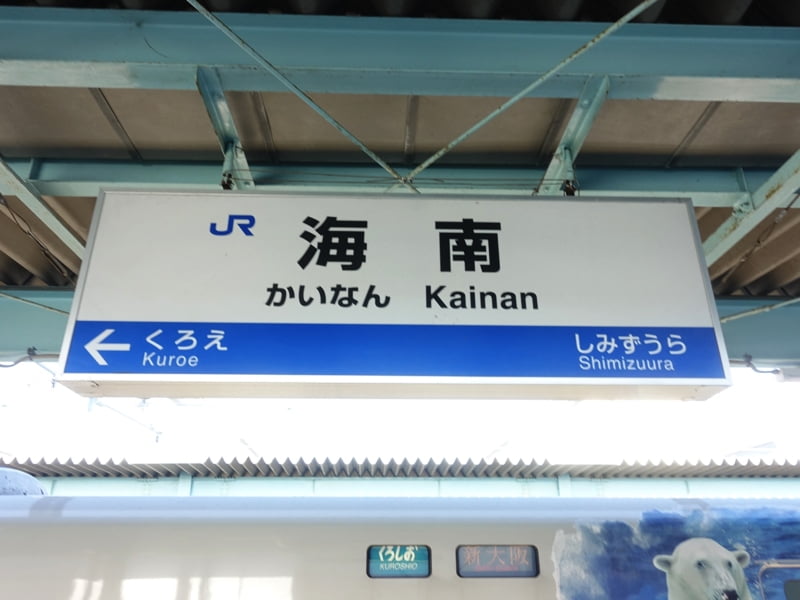 JR 海 南
かいなん Kainan
← くろえ しみずうら
Kuroe Shimizuura
くろしお 新大阪
KUROSHIO